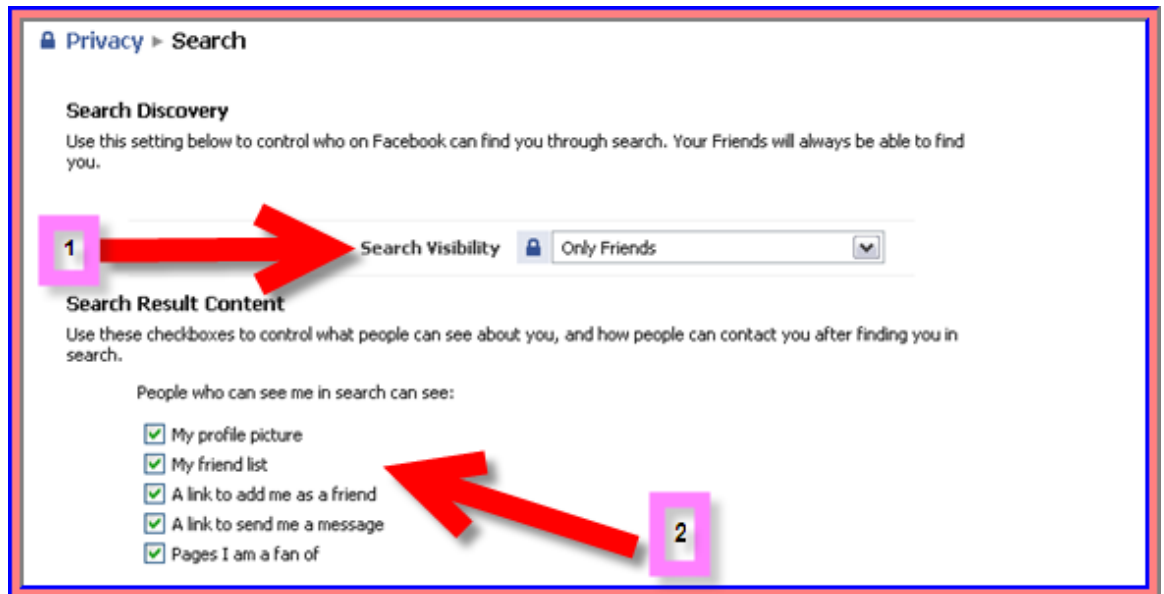 Privacy ▸ Search
Search Discovery
Use this setting below to control who on Facebook can find you through search. Your Friends will always be able to find
you.
1
Search Visibility Only Friends
Search Result Content
Use these checkboxes to control what people can see about you, and how people can contact you after finding you in
search.
People who can see me in search can see:
My profile picture
My friend list
A link to add me as a friend
A link to send me a message
2
Pages I am a fan of